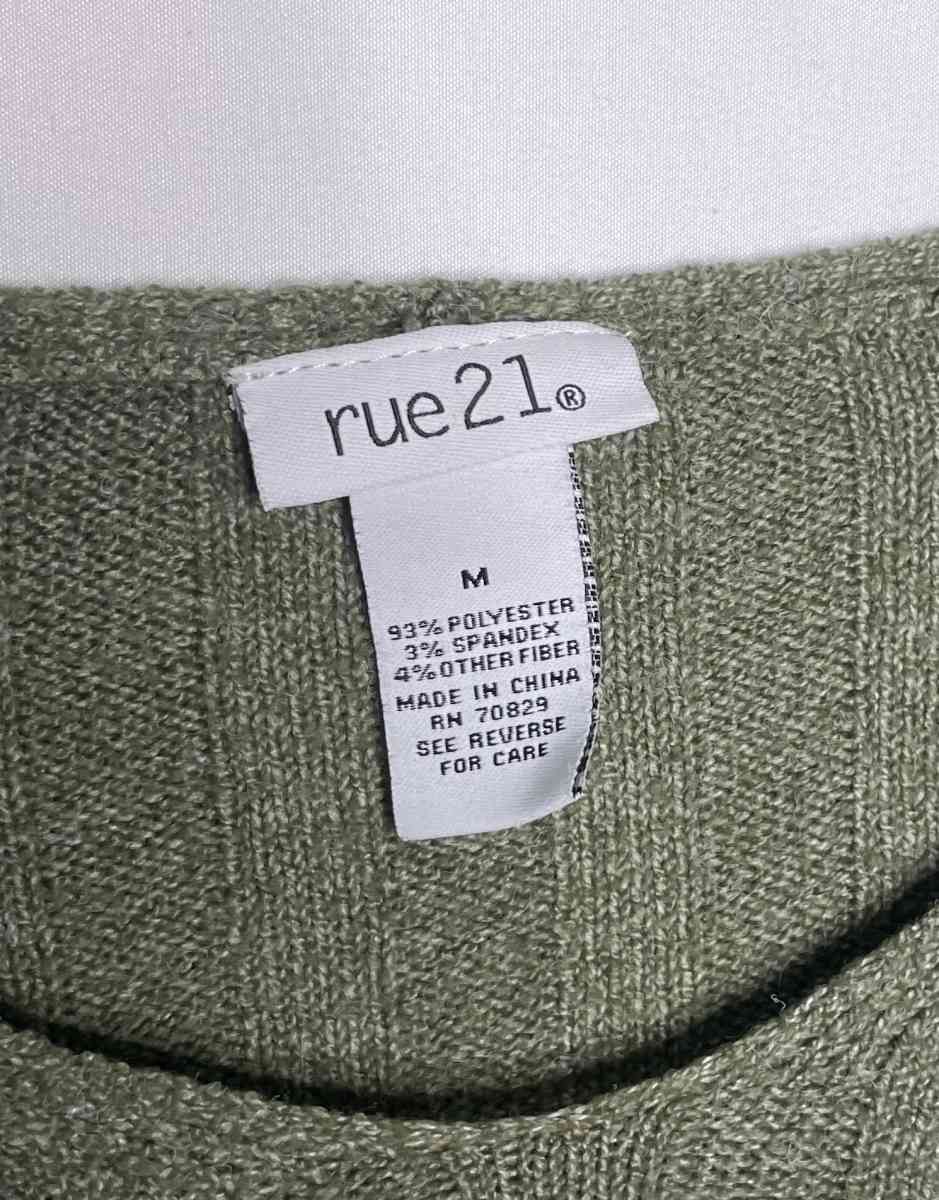 rue21®
M
93% POLYESTER
3% SPANDEX
4% OTHER FIBER
MADE IN CHINA
RN 70829
SEE REVERSE
FOR CARE